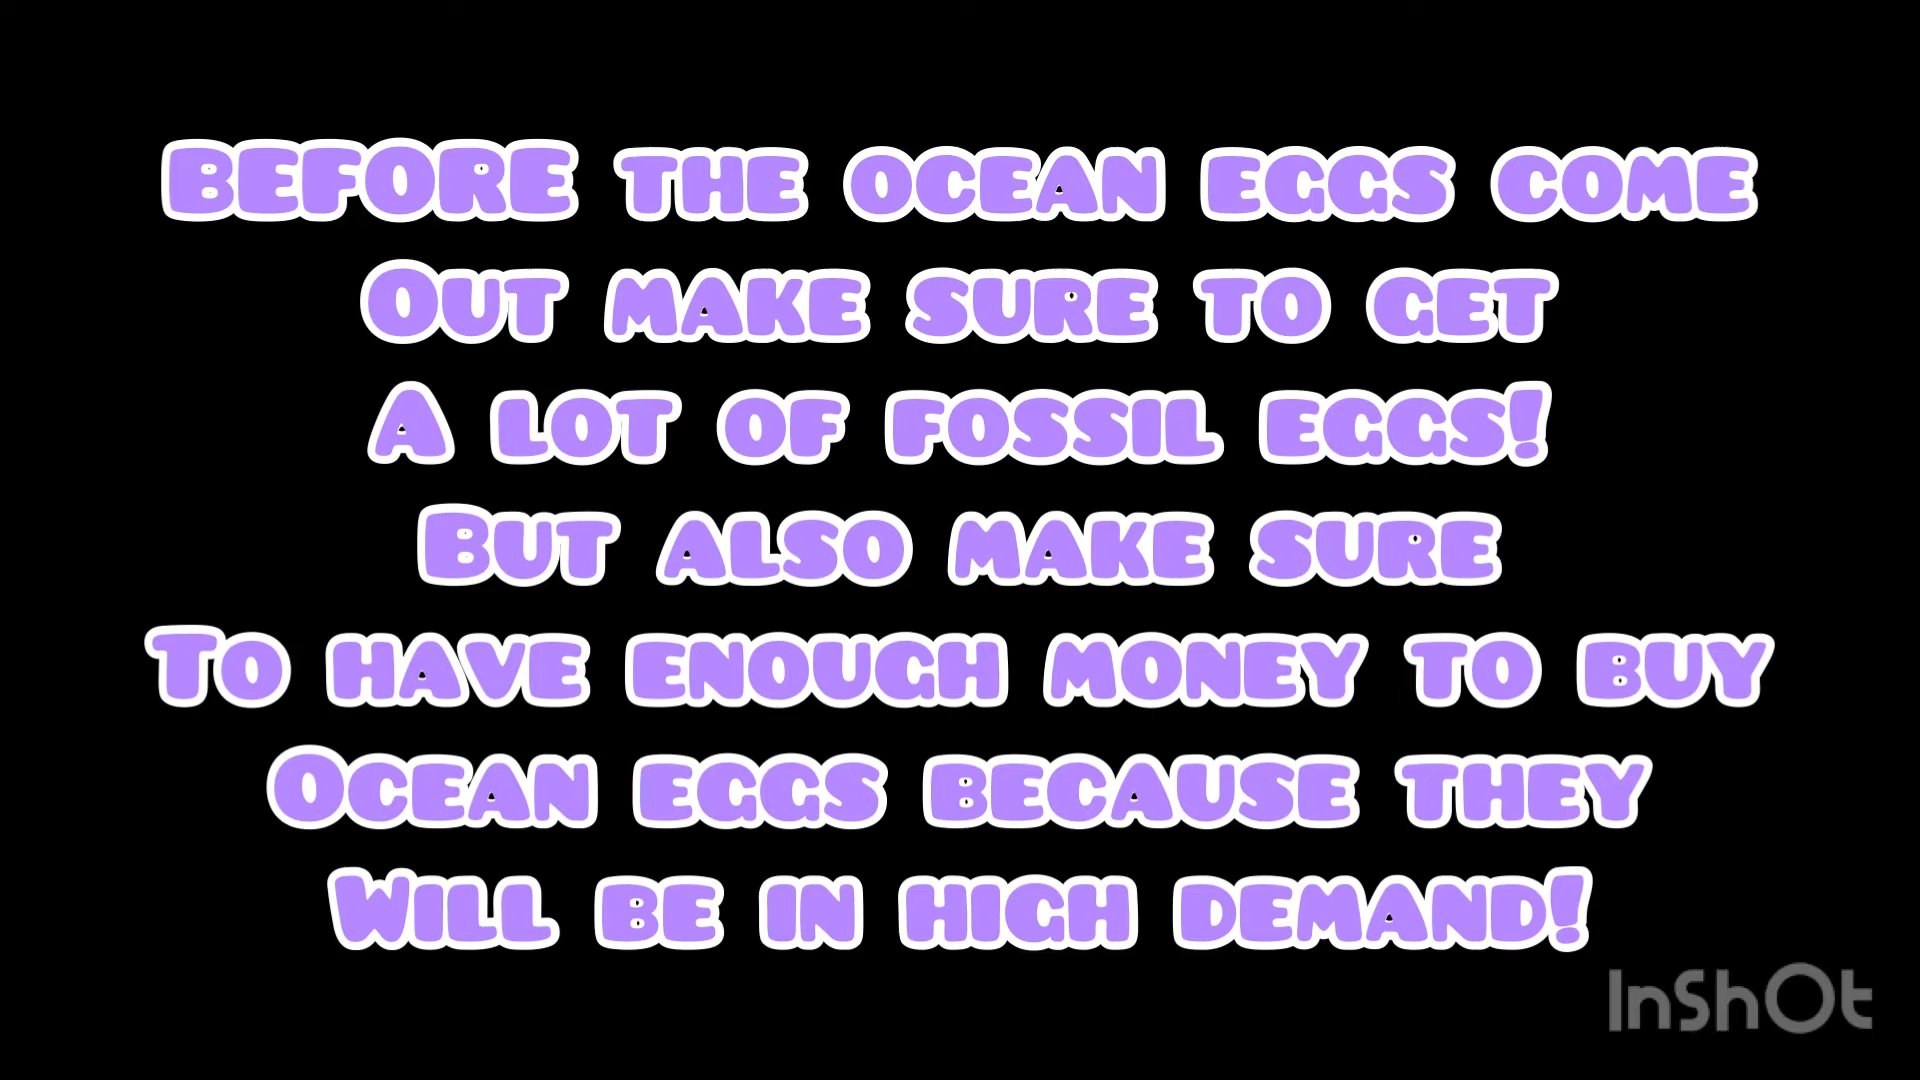 BEFORE THE OCEAN EGGS COME
OUT MAKE SURE TO GET
A LOT OF FOSSIL EGGS!
BUT ALSO MAKE SURE
TO HAVE ENOUGH MONEY TO BUY
OCEAN EGGS BECAUSE THEY
WILL BE IN HIGH DEMAND!
InShOt